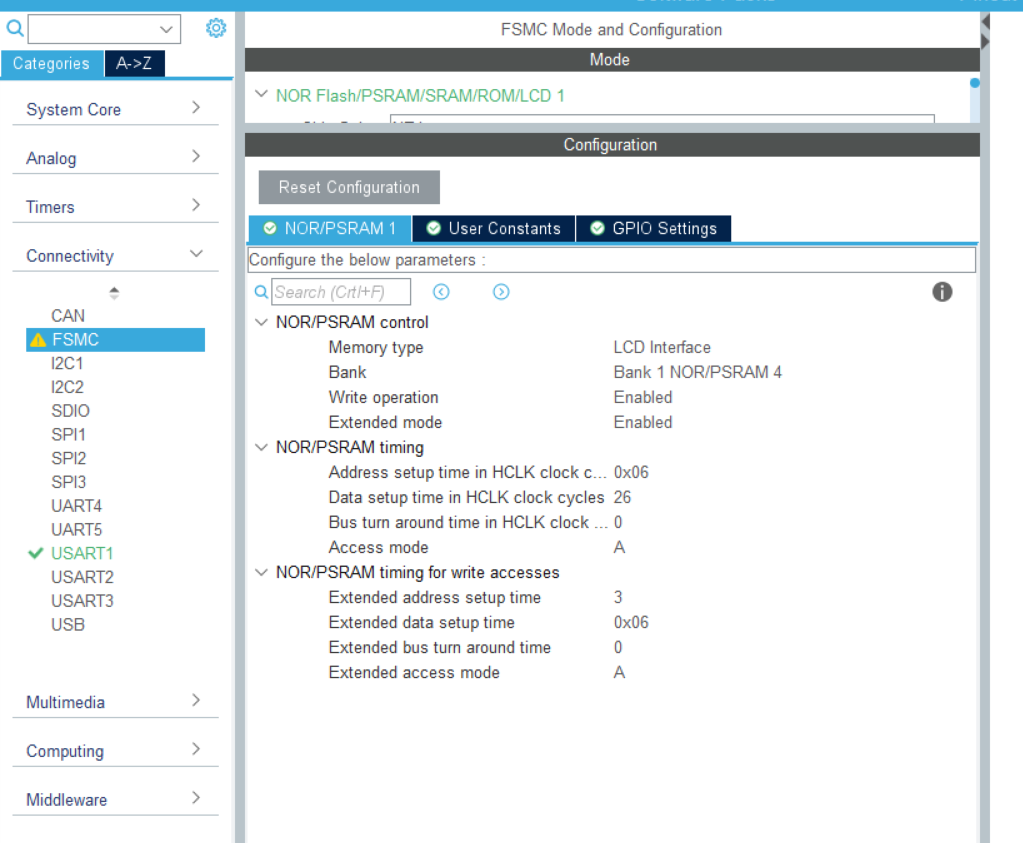 FSMC Mode and Configuration
Mode
NOR Flash/PSRAM/SRAM/ROM/LCD 1
Categories A->Z
System Core
Analog
Timers
Connectivity
CAN
FSMC
I2C1
I2C2
SDIO
SPI1
SPI2
SPI3
UART4
UART5
USART1
USART2
USART3
USB
Multimedia
Computing
Middleware
Configuration
Reset Configuration
NOR/PSRAM 1 User Constants GPIO Settings
Configure the below parameters :
Search (Crtl+F)
NOR/PSRAM control
Memory type LCD Interface
Bank Bank 1 NOR/PSRAM 4
Write operation Enabled
Extended mode Enabled
NOR/PSRAM timing
Address setup time in HCLK clock c... 0x06
Data setup time in HCLK clock cycles 26
Bus turn around time in HCLK clock ... 0
Access mode A
NOR/PSRAM timing for write accesses
Extended address setup time 3
Extended data setup time 0x06
Extended bus turn around time 0
Extended access mode A